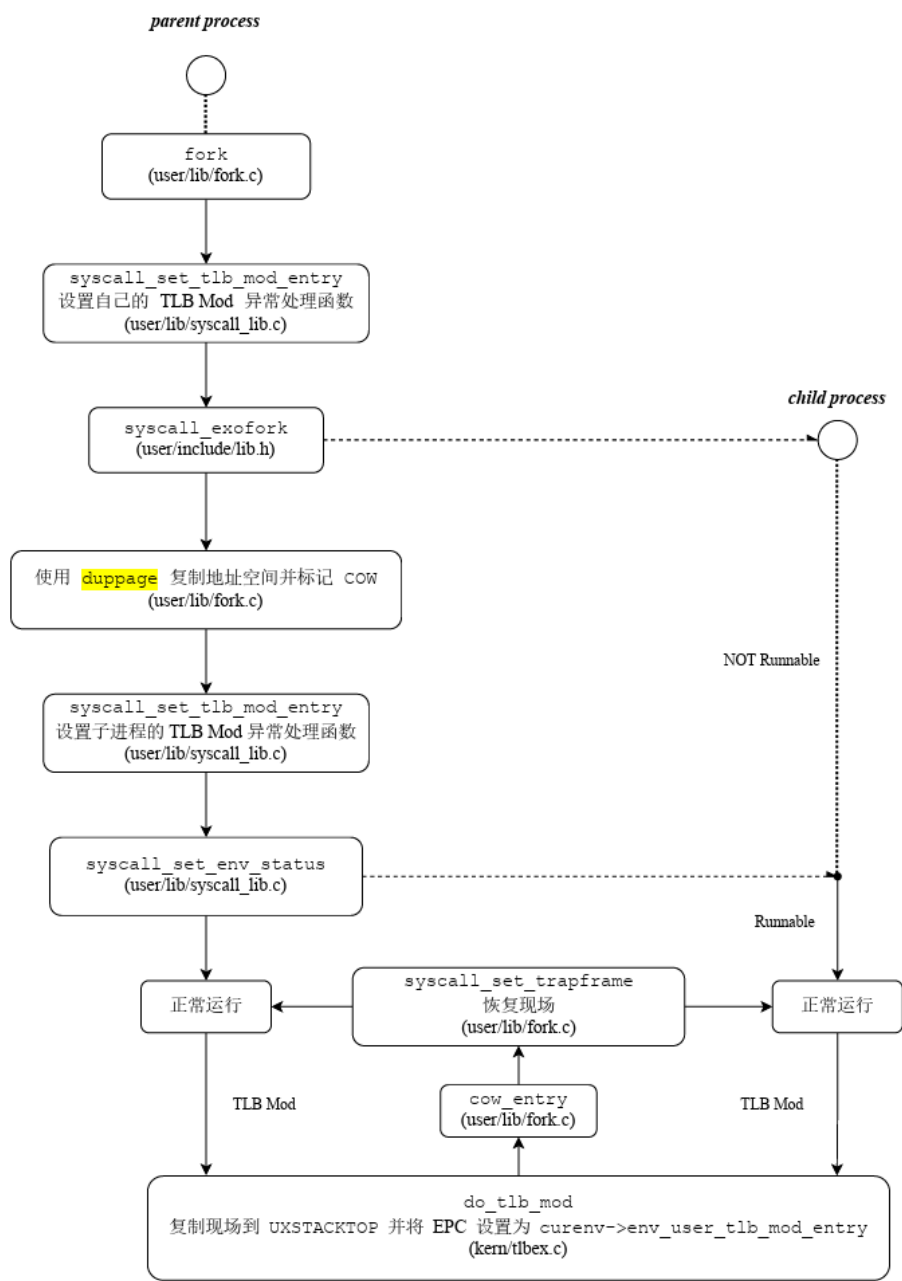 parent process
fork
(user/lib/fork.c)
syscall_set_tlb_mod_entry
设置自己的 TLB Mod 异常处理函数
(user/lib/syscall_lib.c)
child process
syscall_exofork
(user/include/lib.h)
使用 duppage 复制地址空间并标记 COW
(user/lib/fork.c)
NOT Runnable
syscall_set_tlb_mod_entry
设置子进程的 TLB Mod 异常处理函数
(user/lib/syscall_lib.c)
syscall_set_env_status
(user/lib/syscall_lib.c)
Runnable
正常运行
syscall_set_trapframe
恢复现场
(user/lib/fork.c)
正常运行
TLB Mod
cow_entry
(user/lib/fork.c)
TLB Mod
do_tlb_mod
复制现场到 UXSTACKTOP 并将 EPC 设置为 curenv->env_user_tlb_mod_entry
(kern/tlbex.c)